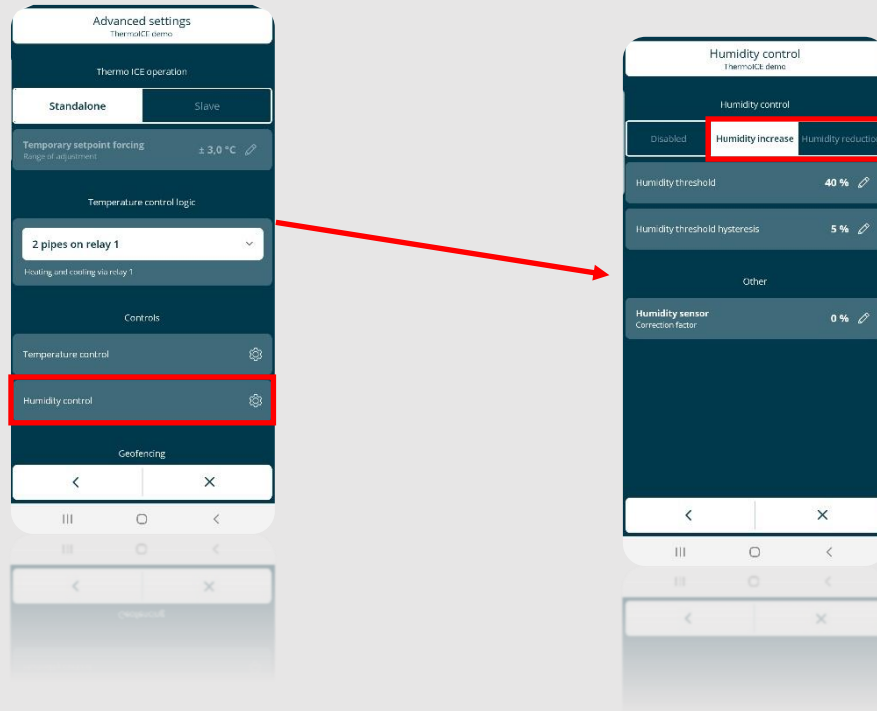 Advanced settings
ThermoICE demo
Thermo ICE operation
Standalone
Slave
Temporary setpoint forcing
Range of adjustment
± 3,0 °C
Temperature control logic
2 pipes on relay 1
Heating and cooling via relay 1
Controls
Temperature control
Humidity control
Geofencing
Humidity control
ThermoICE demo
Humidity control
Disabled
Humidity increase
Humidity reduction
Humidity threshold
40 %
Humidity threshold hysteresis
5 %
Other
Humidity sensor
Correction factor
0 %